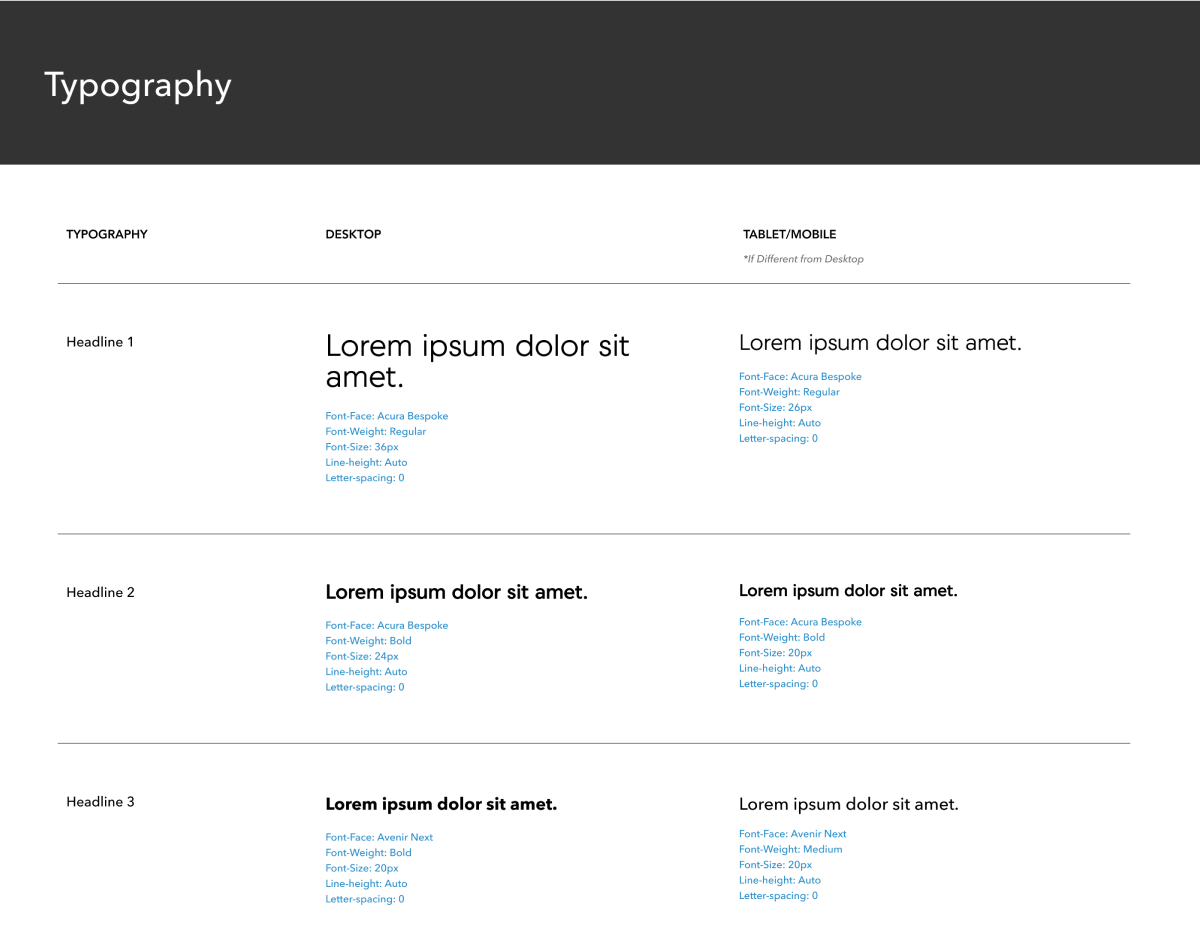 Typography
TYPOGRAPHY
DESKTOP
TABLET/MOBILE
*If Different from Desktop
Headline 1
Lorem ipsum dolor sit
amet.
Font-Face: Acura Bespoke
Font-Weight: Regular
Font-Size: 36px
Line-height: Auto
Letter-spacing: 0
Lorem ipsum dolor sit amet.
Font-Face: Acura Bespoke
Font-Weight: Regular
Font-Size: 26px
Line-height: Auto
Letter-spacing: 0
Headline 2
Lorem ipsum dolor sit amet.
Font-Face: Acura Bespoke
Font-Weight: Bold
Font-Size: 24px
Line-height: Auto
Letter-spacing: 0
Lorem ipsum dolor sit amet.
Font-Face: Acura Bespoke
Font-Weight: Bold
Font-Size: 20px
Line-height: Auto
Letter-spacing: 0
Headline 3
Lorem ipsum dolor sit amet.
Font-Face: Avenir Next
Font-Weight: Bold
Font-Size: 20px
Line-height: Auto
Letter-spacing: 0
Lorem ipsum dolor sit amet.
Font-Face: Avenir Next
Font-Weight: Medium
Font-Size: 20px
Line-height: Auto
Letter-spacing: 0